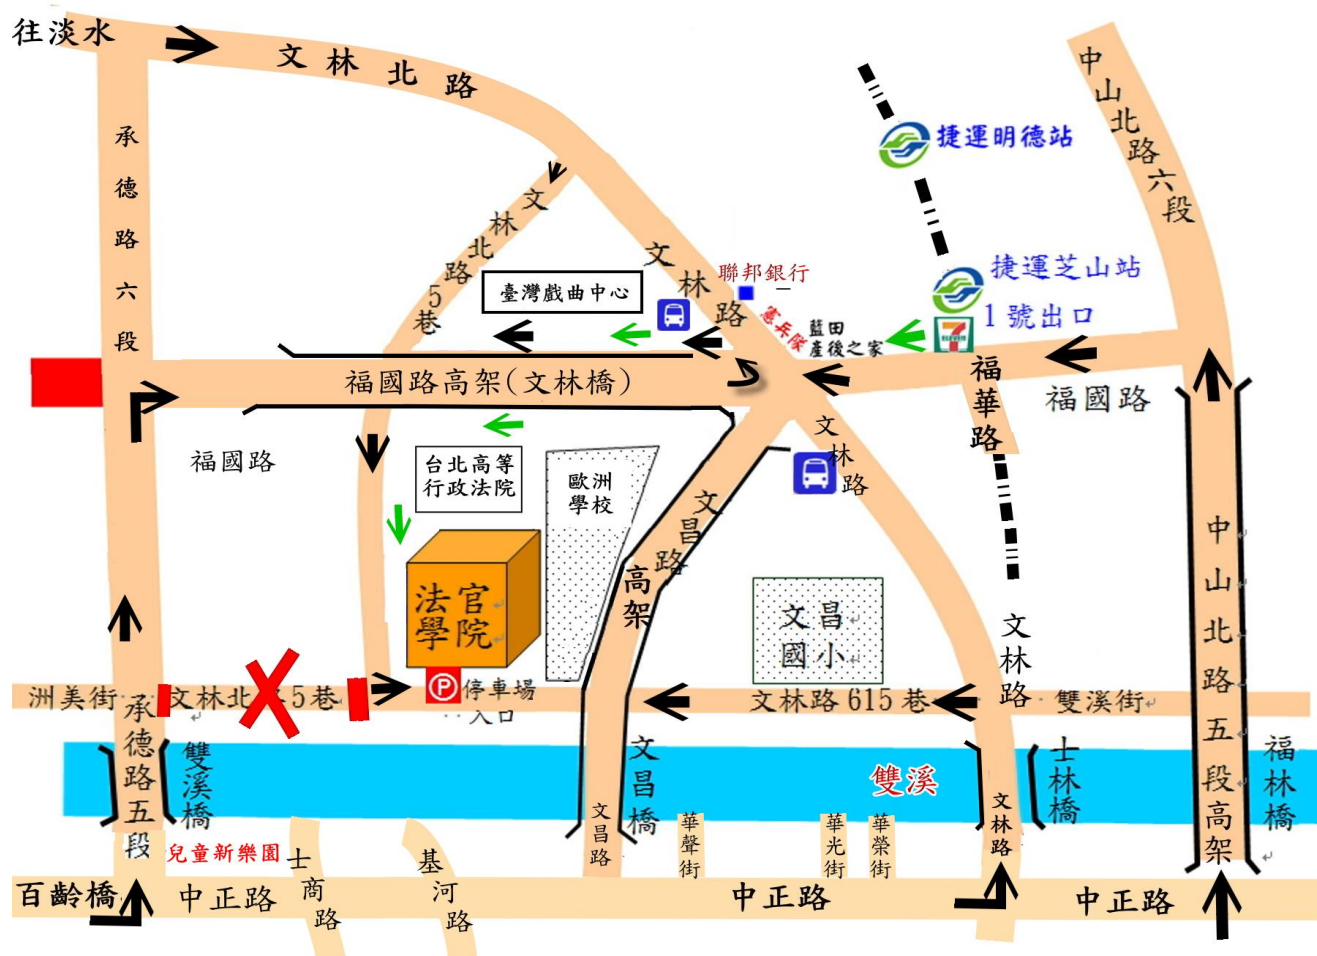 往淡水
文林北路
中山北路六段
承德路六段
捷運明德站
文林北路5巷
文林路
聯邦銀行
捷運芝山站
1號出口
臺灣戲曲中心
憲兵隊
藍田
產後之家
7
ELEVEN
福國路高架(文林橋)
福華路
福國路
福國路
文林路
台北高等
行政法院
歐洲
學校
文昌路
高架
法官
學院
文昌
國小
中山北路五段高架
文林路
洲美街
文林北 5巷
P停車場
入口
文林路615巷
雙溪街
承德路五段
雙溪橋
文昌橋
雙溪
士林橋
福林橋
文昌路
華聲街
華光街
華榮街
文林路
兒童新樂園
士商路
基河路
百齡橋
中正路
中正路
中正路